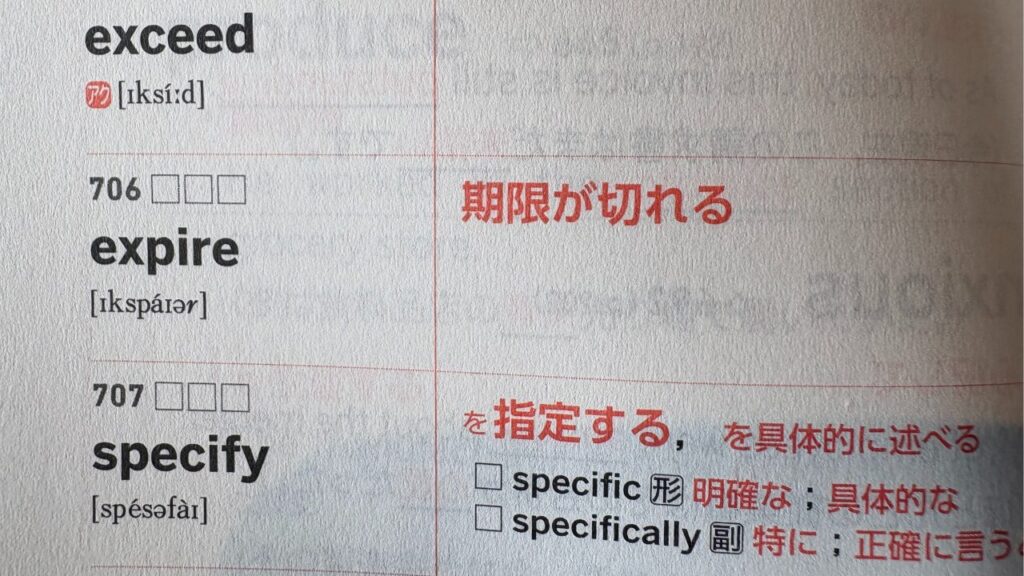 exceed
アク [ɪksíːd]
706 □□□
expire
[ɪkspáɪər]
期限が切れる
707 □□□
specify
[spésəfàɪ]
を指定する, を具体的に述べる
□ specific 形 明確な;具体的な
□ specifically 副 特に;正確に言う